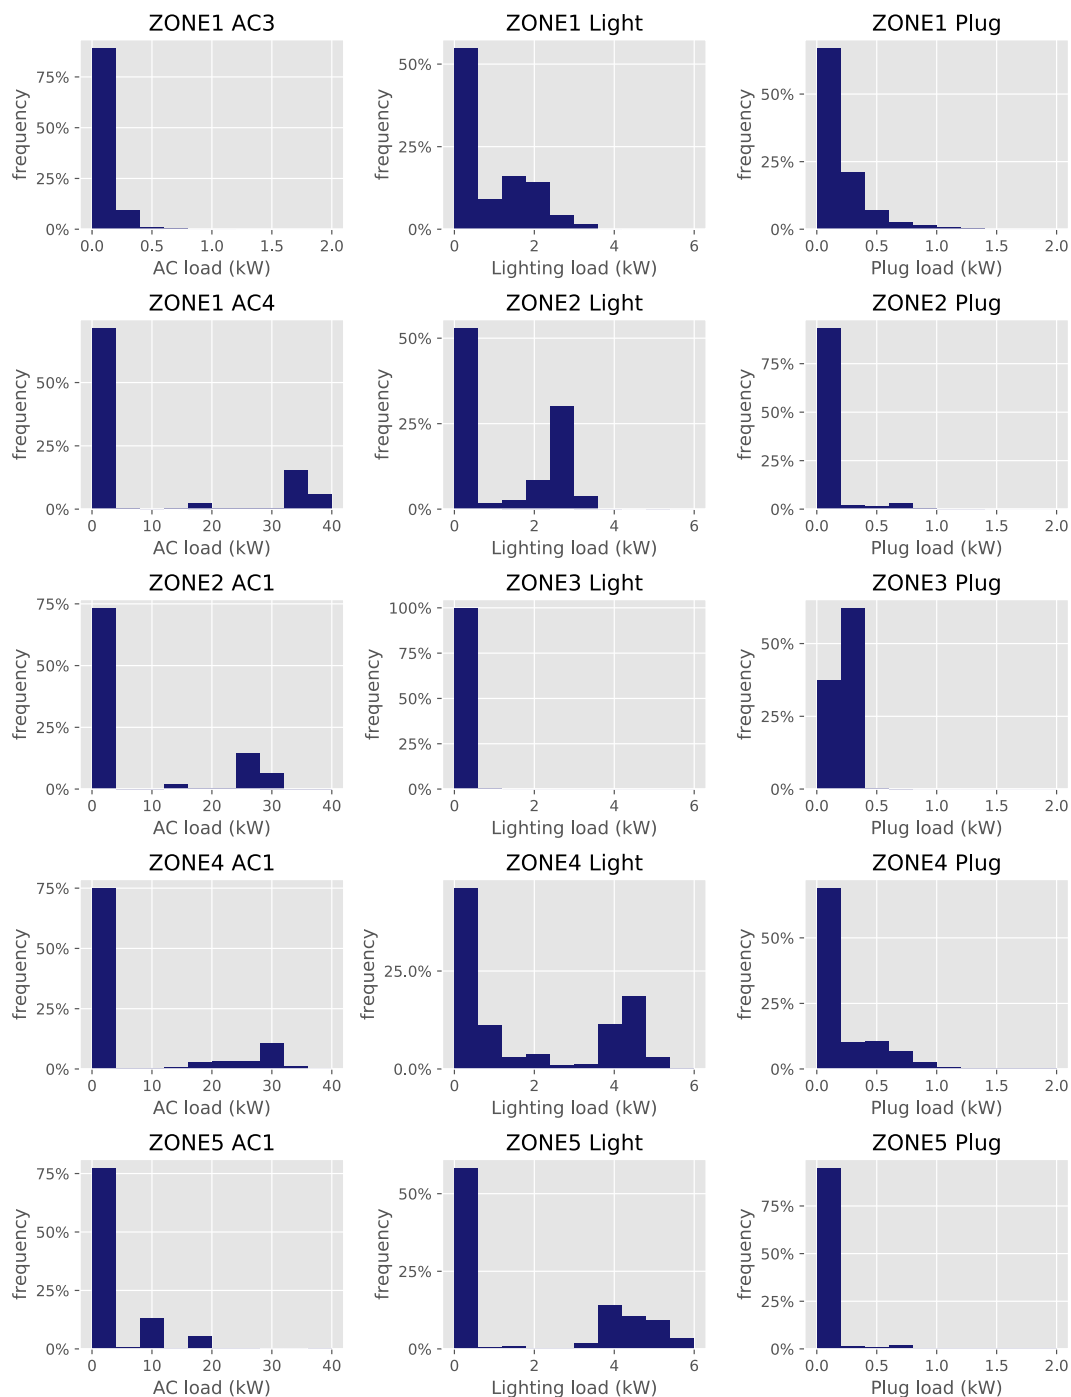 ZONE1 AC3
75%
50%
25%
0%
frequency
0.0 0.5 1.0 1.5 2.0
AC load (kW)
ZONE1 Light
50%
25%
0%
frequency
0 2 4 6
Lighting load (kW)
ZONE1 Plug
50%
25%
0%
frequency
0.0 0.5 1.0 1.5 2.0
Plug load (kW)
ZONE1 AC4
50%
25%
0%
frequency
0 10 20 30 40
AC load (kW)
ZONE2 Light
50%
25%
0%
frequency
0 2 4 6
Lighting load (kW)
ZONE2 Plug
75%
50%
25%
0%
frequency
0.0 0.5 1.0 1.5 2.0
Plug load (kW)
ZONE2 AC1
75%
50%
25%
0%
frequency
0 10 20 30 40
AC load (kW)
ZONE3 Light
100%
75%
50%
25%
0%
frequency
0 2 4 6
Lighting load (kW)
ZONE3 Plug
50%
25%
0%
frequency
0.0 0.5 1.0 1.5 2.0
Plug load (kW)
ZONE4 AC1
75%
50%
25%
0%
frequency
0 10 20 30 40
AC load (kW)
ZONE4 Light
25.0%
0.0%
frequency
0 2 4 6
Lighting load (kW)
ZONE4 Plug
50%
25%
0%
frequency
0.0 0.5 1.0 1.5 2.0
Plug load (kW)
ZONE5 AC1
75%
50%
25%
0%
frequency
0 10 20 30 40
AC load (kW)
ZONE5 Light
50%
25%
0%
frequency
0 2 4 6
Lighting load (kW)
ZONE5 Plug
75%
50%
25%
0%
frequency
0.0 0.5 1.0 1.5 2.0
Plug load (kW)